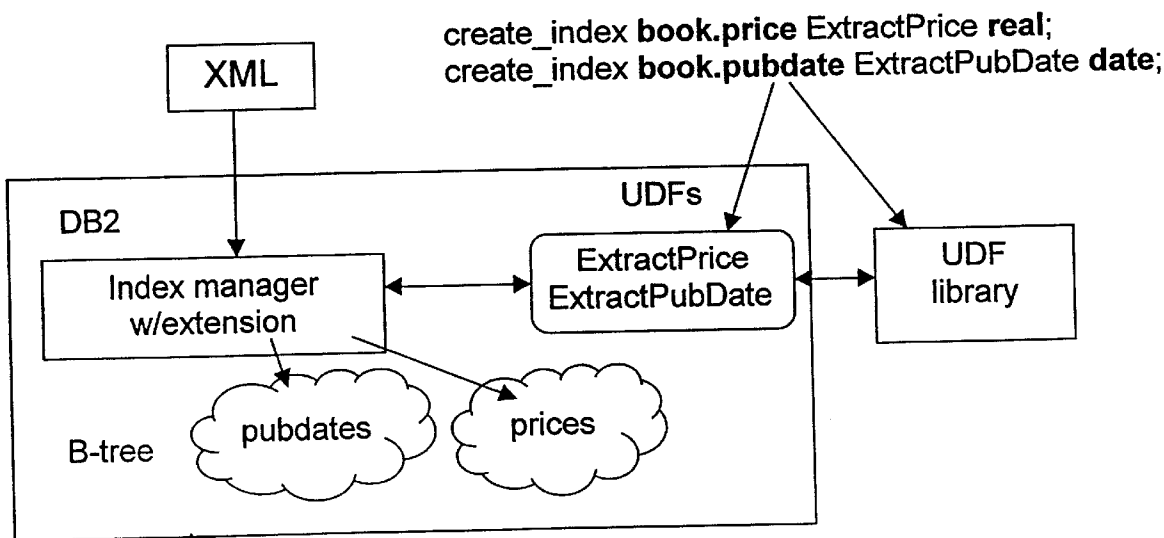 create_index book.price ExtractPrice real;
create_index book.pubdate ExtractPubDate date;
XML
DB2
UDFs
Index manager
w/extension
ExtractPrice
ExtractPubDate
UDF
library
B-tree
pubdates
prices